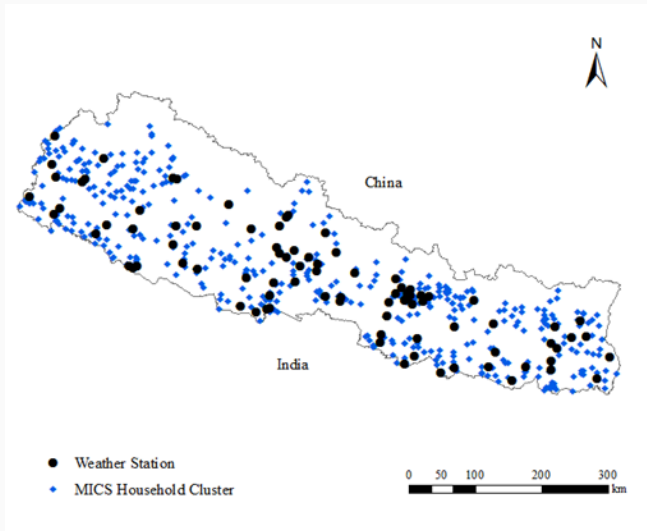 N
China
India
Weather Station
MICS Household Cluster
0 50 100 200 300
km